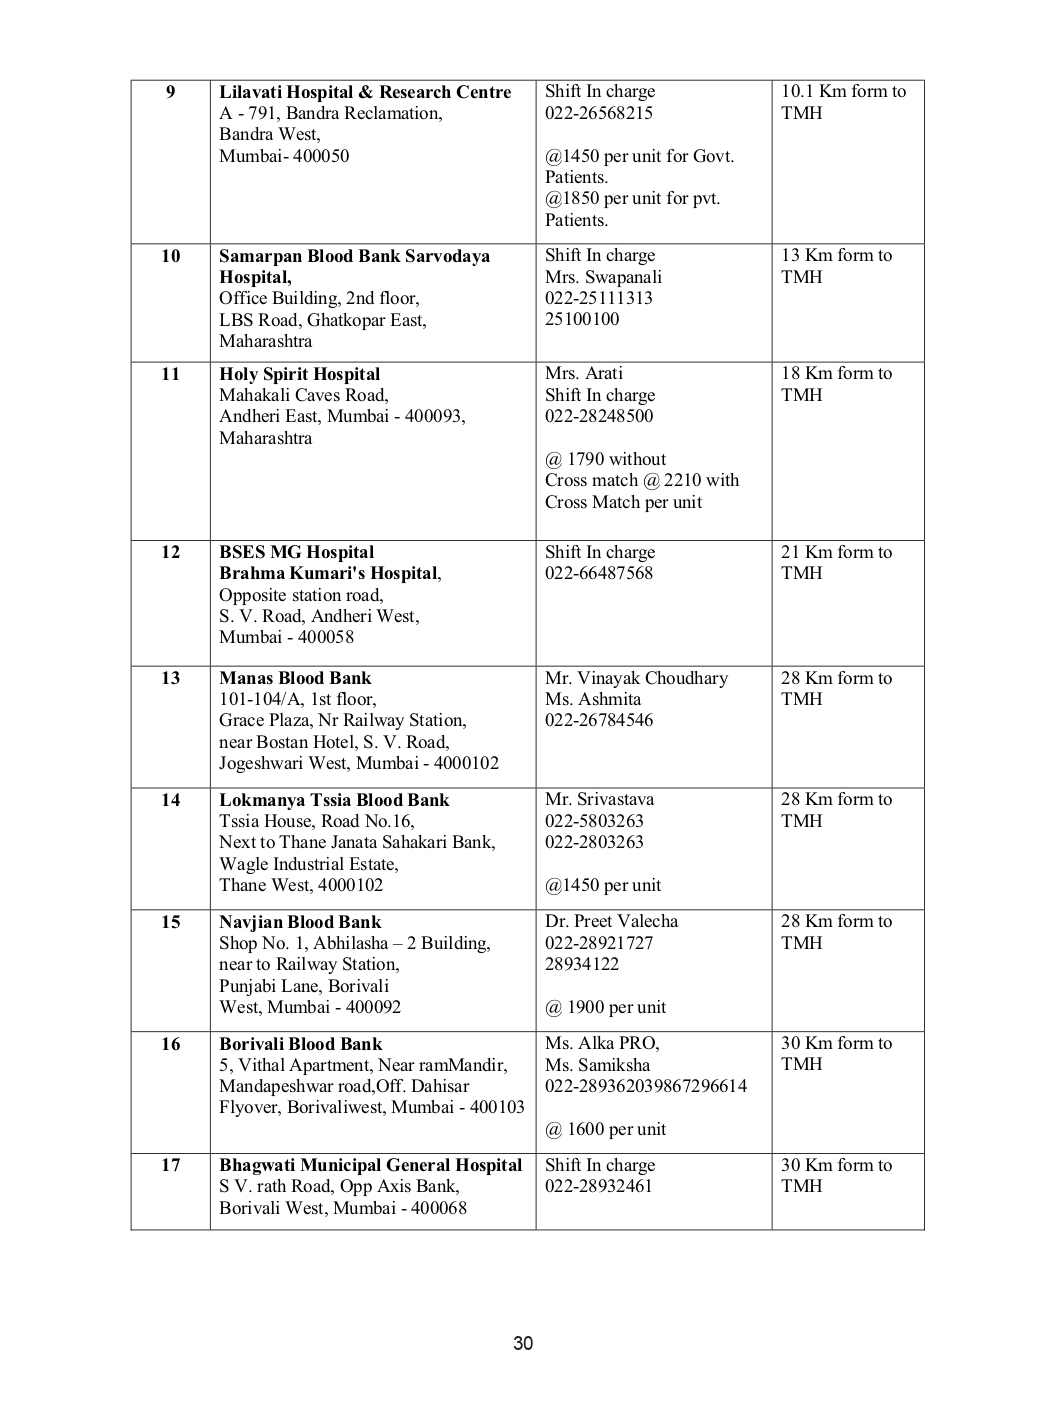 9
Lilavati Hospital & Research Centre
A - 791, Bandra Reclamation,
Bandra West,
Mumbai- 400050
Shift In charge
022-26568215
@1450 per unit for Govt.
Patients.
@1850 per unit for pvt.
Patients.
10.1 Km form to
TMH
10
Samarpan Blood Bank Sarvodaya
Hospital,
Office Building, 2nd floor,
LBS Road, Ghatkopar East,
Maharashtra
Shift In charge
Mrs. Swapanali
022-25111313
25100100
13 Km form to
TMH
11
Holy Spirit Hospital
Mahakali Caves Road,
Andheri East, Mumbai - 400093,
Maharashtra
Mrs. Arati
Shift In charge
022-28248500
@ 1790 without
Cross match @ 2210 with
Cross Match per unit
18 Km form to
TMH
12
BSES MG Hospital
Brahma Kumari's Hospital,
Opposite station road,
S. V. Road, Andheri West,
Mumbai - 400058
Shift In charge
022-66487568
21 Km form to
TMH
13
Manas Blood Bank
101-104/A, 1st floor,
Grace Plaza, Nr Railway Station,
near Bostan Hotel, S. V. Road,
Jogeshwari West, Mumbai - 4000102
Mr. Vinayak Choudhary
Ms. Ashmita
022-26784546
28 Km form to
TMH
14
Lokmanya Tssia Blood Bank
Tssia House, Road No.16,
Next to Thane Janata Sahakari Bank,
Wagle Industrial Estate,
Thane West, 4000102
Mr. Srivastava
022-5803263
022-2803263
@1450 per unit
28 Km form to
TMH
15
Navjian Blood Bank
Shop No. 1, Abhilasha – 2 Building,
near to Railway Station,
Punjabi Lane, Borivali
West, Mumbai - 400092
Dr. Preet Valecha
022-28921727
28934122
@ 1900 per unit
28 Km form to
TMH
16
Borivali Blood Bank
5, Vithal Apartment, Near ramMandir,
Mandapeshwar road,Off. Dahisar
Flyover, Borivaliwest, Mumbai - 400103
Ms. Alka PRO,
Ms. Samiksha
022-289362039867296614
@ 1600 per unit
30 Km form to
TMH
17
Bhagwati Municipal General Hospital
S V. rath Road, Opp Axis Bank,
Borivali West, Mumbai - 400068
Shift In charge
022-28932461
30 Km form to
TMH
30